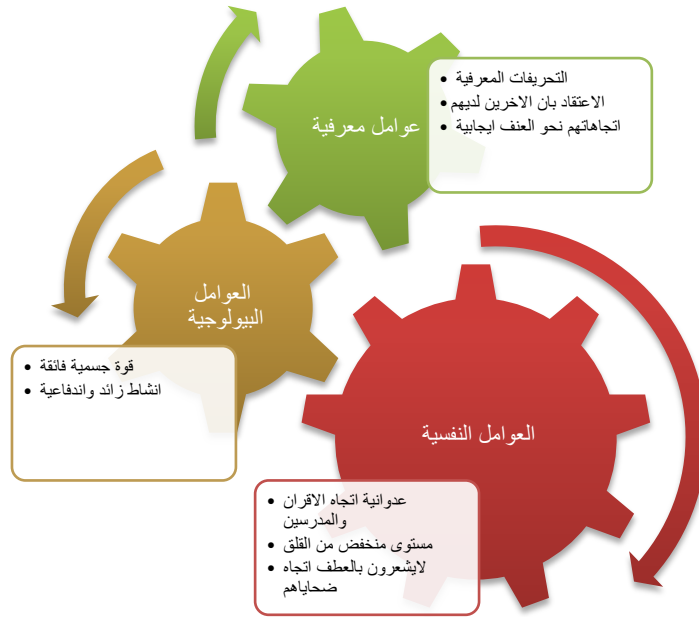 عوامل معرفية
• التحريفات المعرفية
• الاعتقاد بان الاخرين لديهم
• اتجاهاتهم نحو العنف ايجابية
العوامل
البيولوجية
• قوة جسمية فائقة
• انشاط زائد واندفاعية
العوامل النفسية
• عدوانية اتجاه الاقران
والمدرسين
• مستوى منخفض من القلق
• لايشعرون بالعطف اتجاه
ضحاياهم